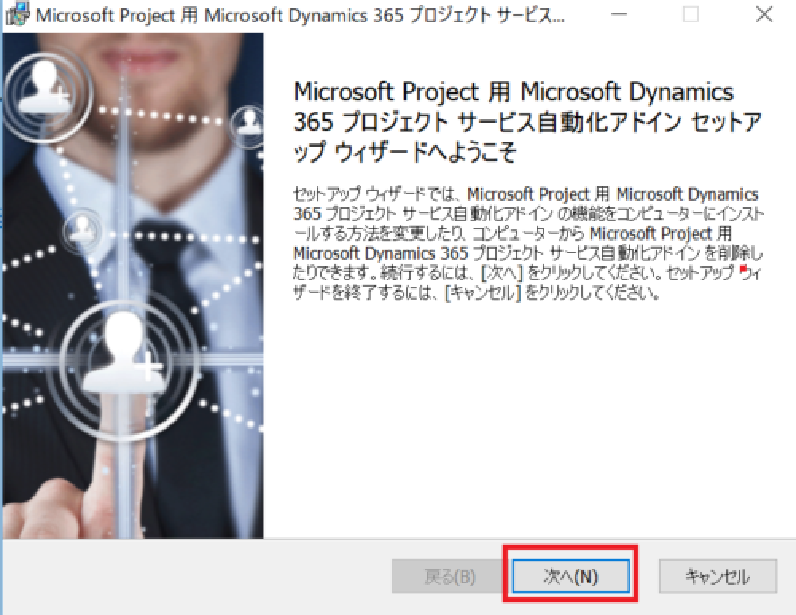 Microsoft Project 用 Microsoft Dynamics 365 プロジェクト サービス...
Microsoft Project 用 Microsoft Dynamics
365 プロジェクト サービス自動化アドイン セットア
ップ ウィザードへようこそ
セットアップ ウィザードでは、Microsoft Project 用 Microsoft Dynamics
365 プロジェクト サービス自動化アドイン の機能をコンピューターにインスト
ールする方法を変更したり、コンピューターから Microsoft Project 用
Microsoft Dynamics 365 プロジェクト サービス自動化アドイン を削除し
たりできます。続行するには、[次へ] をクリックしてください。セットアップ ウィ
ザードを終了するには、[キャンセル] をクリックしてください。
戻る(B)
次へ(N)
キャンセル